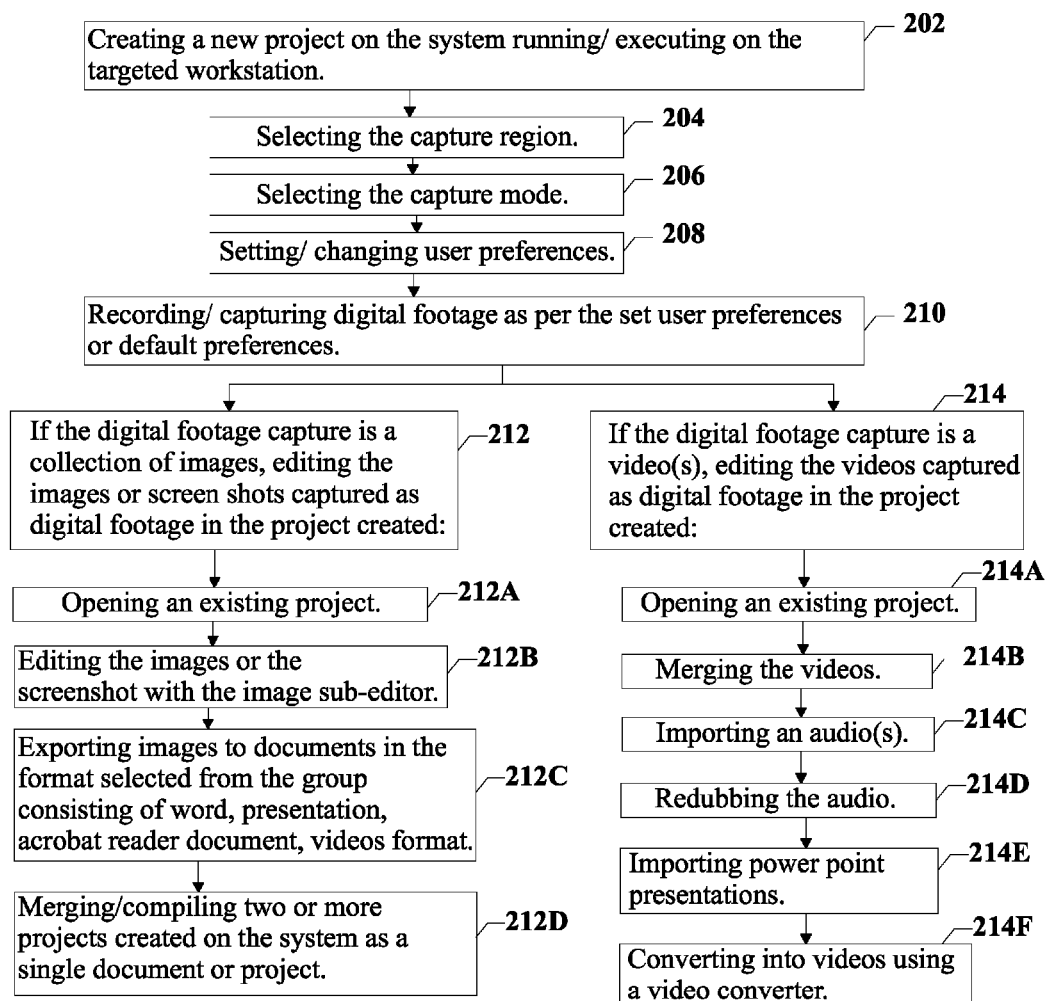 202
Creating a new project on the system running/ executing on the
targeted workstation.
204
Selecting the capture region.
206
Selecting the capture mode.
208
Setting/ changing user preferences.
210
Recording/ capturing digital footage as per the set user preferences
or default preferences.
212
If the digital footage capture is a
collection of images, editing the
images or screen shots captured as
digital footage in the project created:
212A
Opening an existing project.
212B
Editing the images or the
screenshot with the image sub-editor.
212C
Exporting images to documents in the
format selected from the group
consisting of word, presentation,
acrobat reader document, videos format.
212D
Merging/compiling two or more
projects created on the system as a
single document or project.
214
If the digital footage capture is a
video(s), editing the videos captured
as digital footage in the project
created:
214A
Opening an existing project.
214B
Merging the videos.
214C
Importing an audio(s).
214D
Redubbing the audio.
214E
Importing power point
presentations.
214F
Converting into videos using
a video converter.